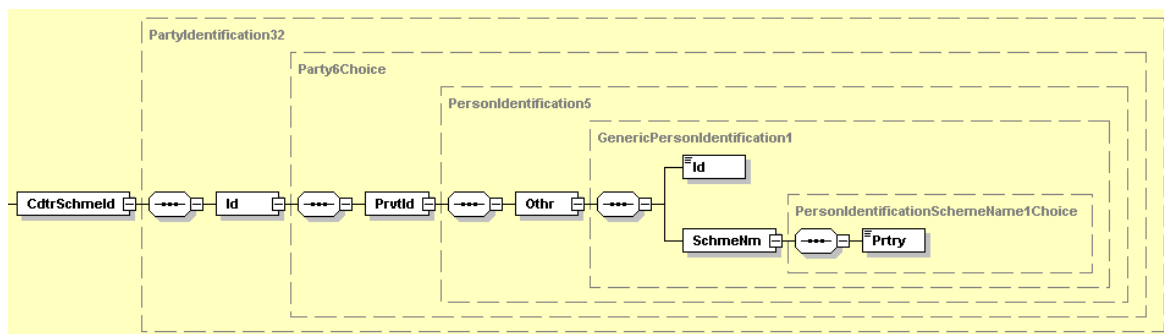 PartyIdentification32
Party6Choice
PersonIdentification5
GenericPersonIdentification1
Id
CdtrSchmeId
Id
PrvtId
Othr
PersonIdentificationSchemeName1Choice
SchmeNm
Prtry